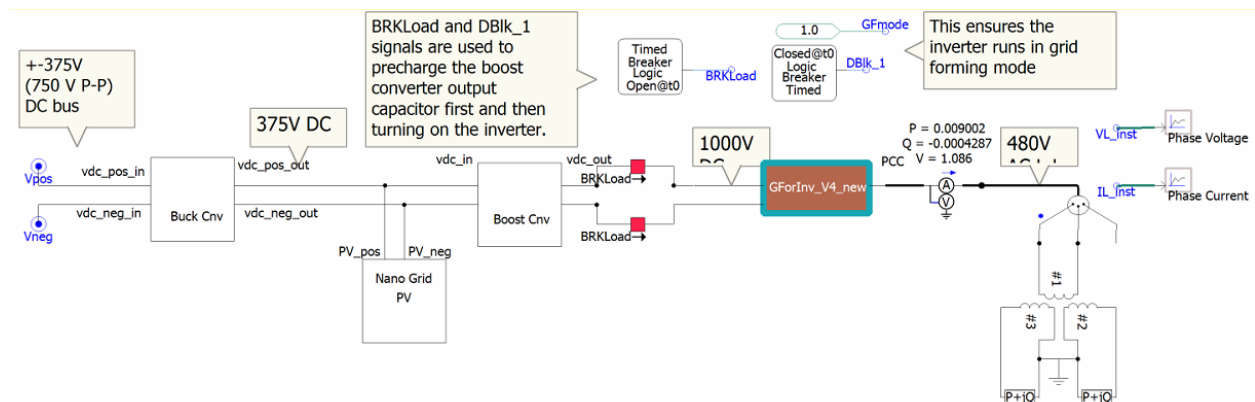 +-375V
(750 V P-P)
DC bus
BRKLoad and DBlk_1
signals are used to
precharge the boost
converter output
capacitor first and then
turning on the inverter.
Timed
Breaker
Logic
Open@t0
BRKLoad
1.0
GFmode
Closed@t0
Logic
Breaker
Timed
DBlk_1
This ensures the
inverter runs in grid
forming mode
375V DC
1000V
P = 0.009002
Q = -0.0004287
V = 1.086
480V
VL_inst
Phase Voltage
IL_inst
Phase Current
Vpos
vdc_pos_in
Vneg
vdc_neg_in
Buck Cnv
vdc_pos_out
vdc_neg_out
PV_pos
PV_neg
Nano Grid
PV
vdc_in
Boost Cnv
vdc_out
BRKLoad
BRKLoad
GForInv_V4_new
PCC
A
V
#1
#3
#2
P+jQ
P+jQ